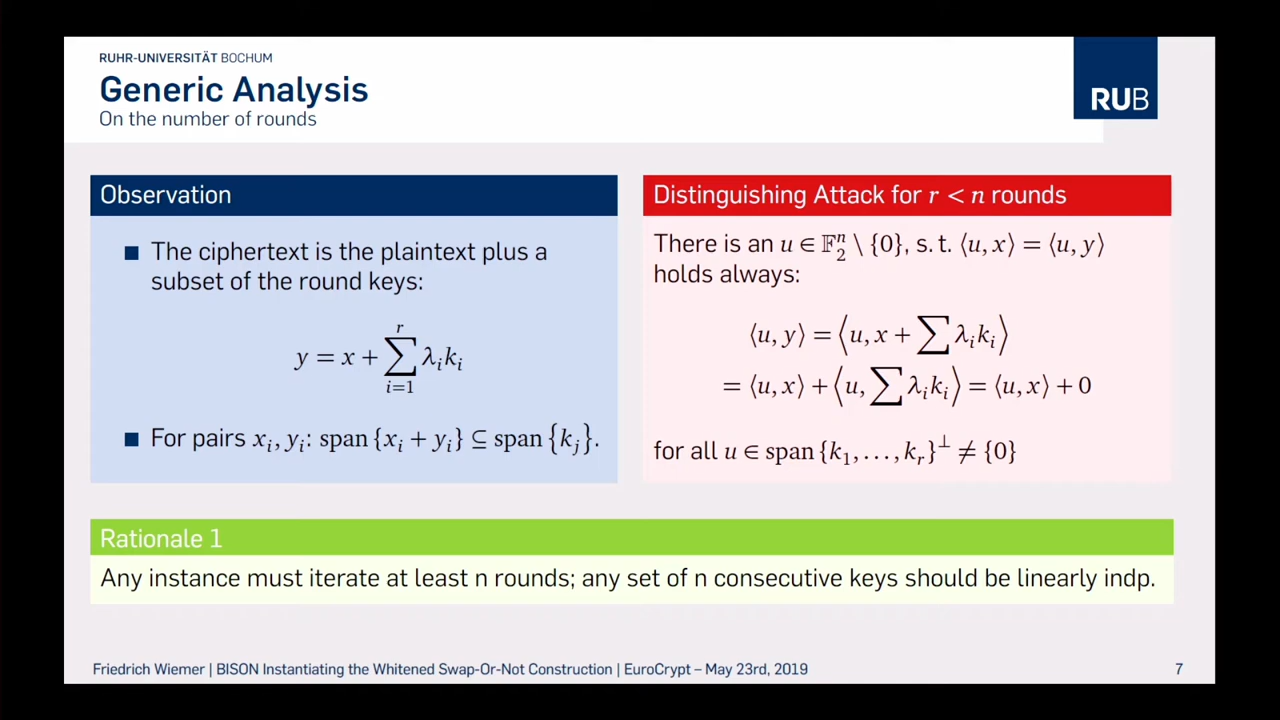 RUHR-UNIVERSITÄT BOCHUM
Generic Analysis
On the number of rounds
RUB
Observation
■ The ciphertext is the plaintext plus a
subset of the round keys:
y = x + ∑_{i=1}^{r} λ_i k_i
■ For pairs x_i, y_i: span {x_i + y_i} ⊆ span {k_j}.
Distinguishing Attack for r < n rounds
There is an u ∈ 𝔽_2^n \ {0}, s. t. ⟨u, x⟩ = ⟨u, y⟩
holds always:
⟨u, y⟩ = ⟨u, x + ∑ λ_i k_i⟩
= ⟨u, x⟩ + ⟨u, ∑ λ_i k_i⟩ = ⟨u, x⟩ + 0
for all u ∈ span {k_1, …, k_r}^⊥ ≠ {0}
Rationale 1
Any instance must iterate at least n rounds; any set of n consecutive keys should be linearly indp.
Friedrich Wiemer | BISON Instantiating the Whitened Swap-Or-Not Construction | EuroCrypt – May 23rd, 2019
7